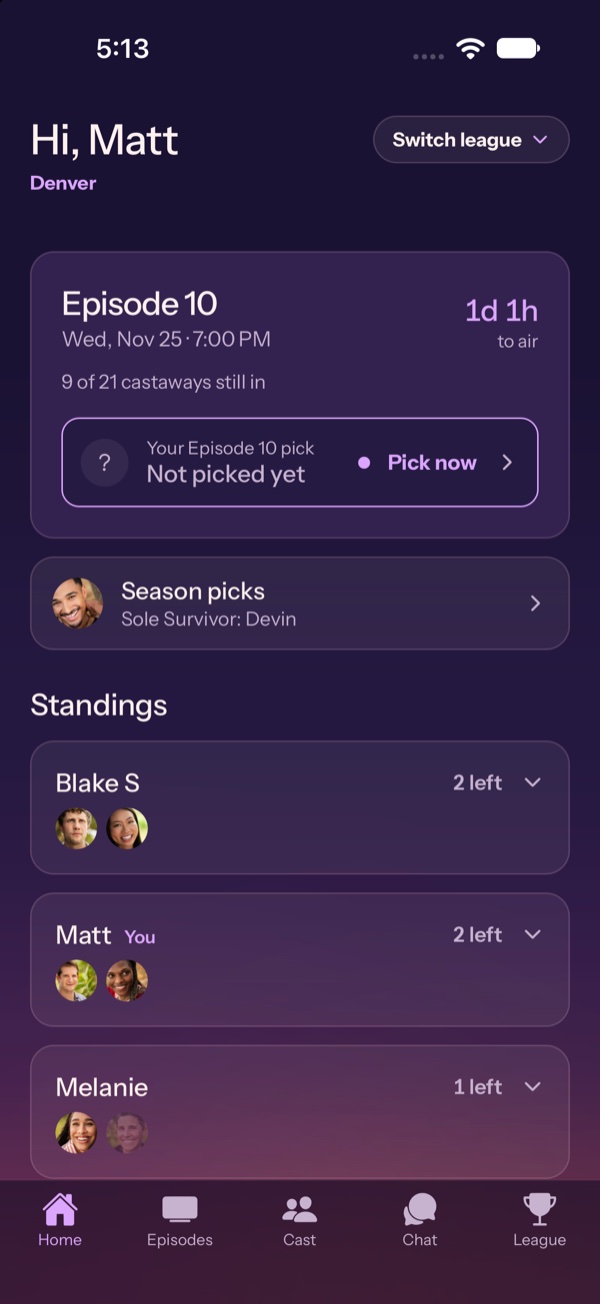 5:13
Hi, Matt
Switch league
Denver
Episode 10
1d 1h
Wed, Nov 25 · 7:00 PM
to air
9 of 21 castaways still in
?
Your Episode 10 pick
Not picked yet
Pick now
Season picks
Sole Survivor: Devin
Standings
Blake S
2 left
Matt You
2 left
Melanie
1 left
Home
Episodes
Cast
Chat
League